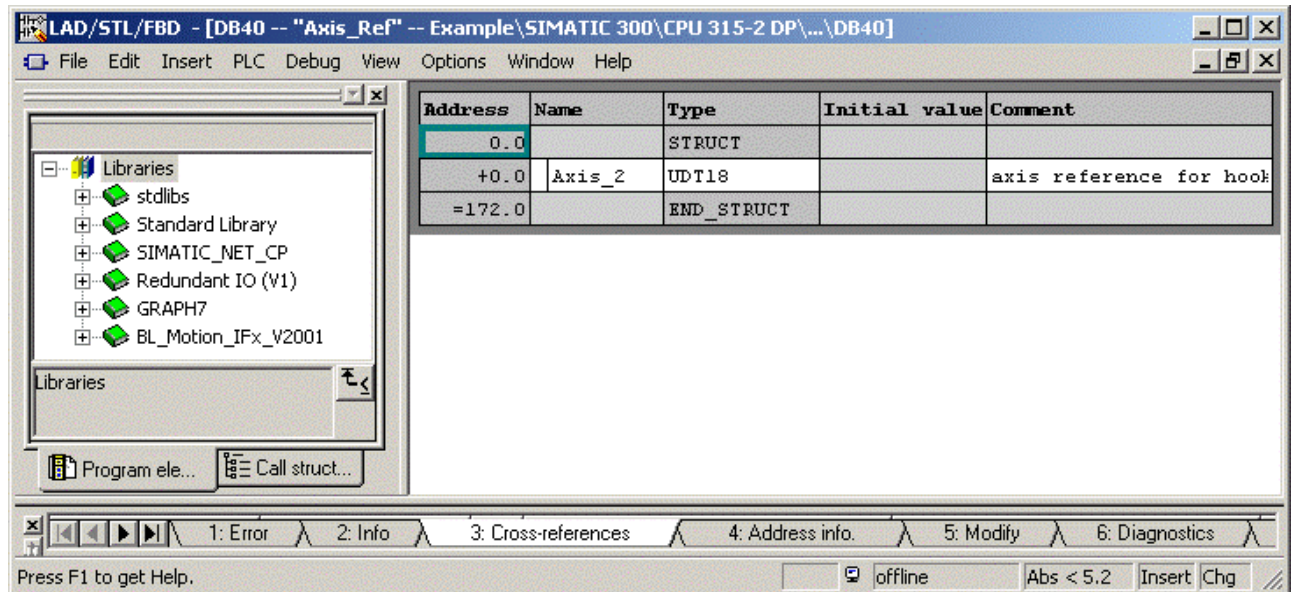 LAD/STL/FBD - [DB40 -- "Axis_Ref" -- Example\SIMATIC 300\CPU 315-2 DP\...\DB40]
File Edit Insert PLC Debug View Options Window Help
Libraries
stdlibs
Standard Library
SIMATIC_NET_CP
Redundant IO (V1)
GRAPH7
BL_Motion_IFx_V2001
Libraries
Program ele... Call struct...
Address Name Type Initial value Comment
0.0 STRUCT
+0.0 Axis_2 UDT18 axis reference for hook
=172.0 END_STRUCT
1: Error 2: Info 3: Cross-references 4: Address info. 5: Modify 6: Diagnostics
Press F1 to get Help. offline Abs < 5.2 Insert Chg